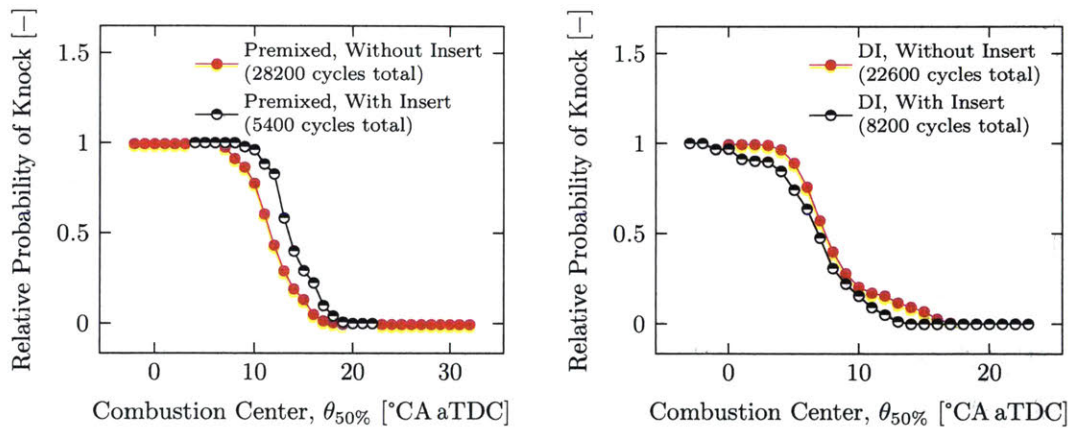 Relative Probability of Knock [−]
1.5
1
0.5
0
Premixed, Without Insert
(28200 cycles total)
Premixed, With Insert
(5400 cycles total)
0
10
20
30
Combustion Center, θ50% [°CA aTDC]
Relative Probability of Knock [−]
1.5
1
0.5
0
DI, Without Insert
(22600 cycles total)
DI, With Insert
(8200 cycles total)
0
10
20
Combustion Center, θ50% [°CA aTDC]